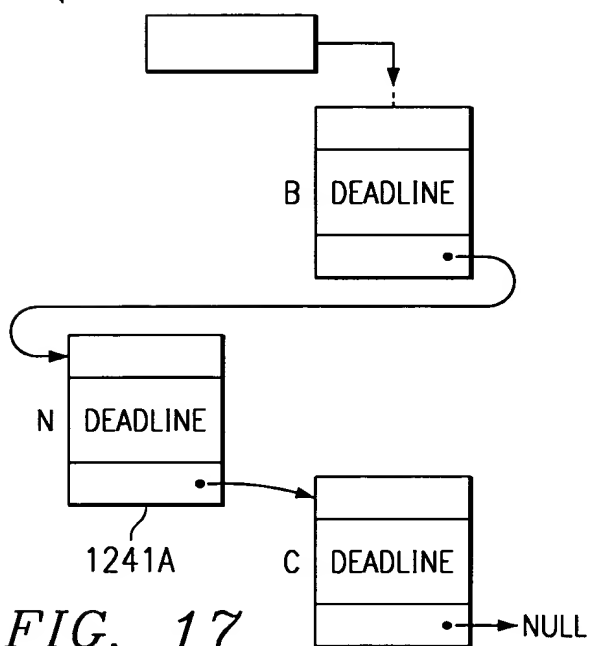 B DEADLINE
N DEADLINE
1241A
C DEADLINE
NULL
FIG. 17